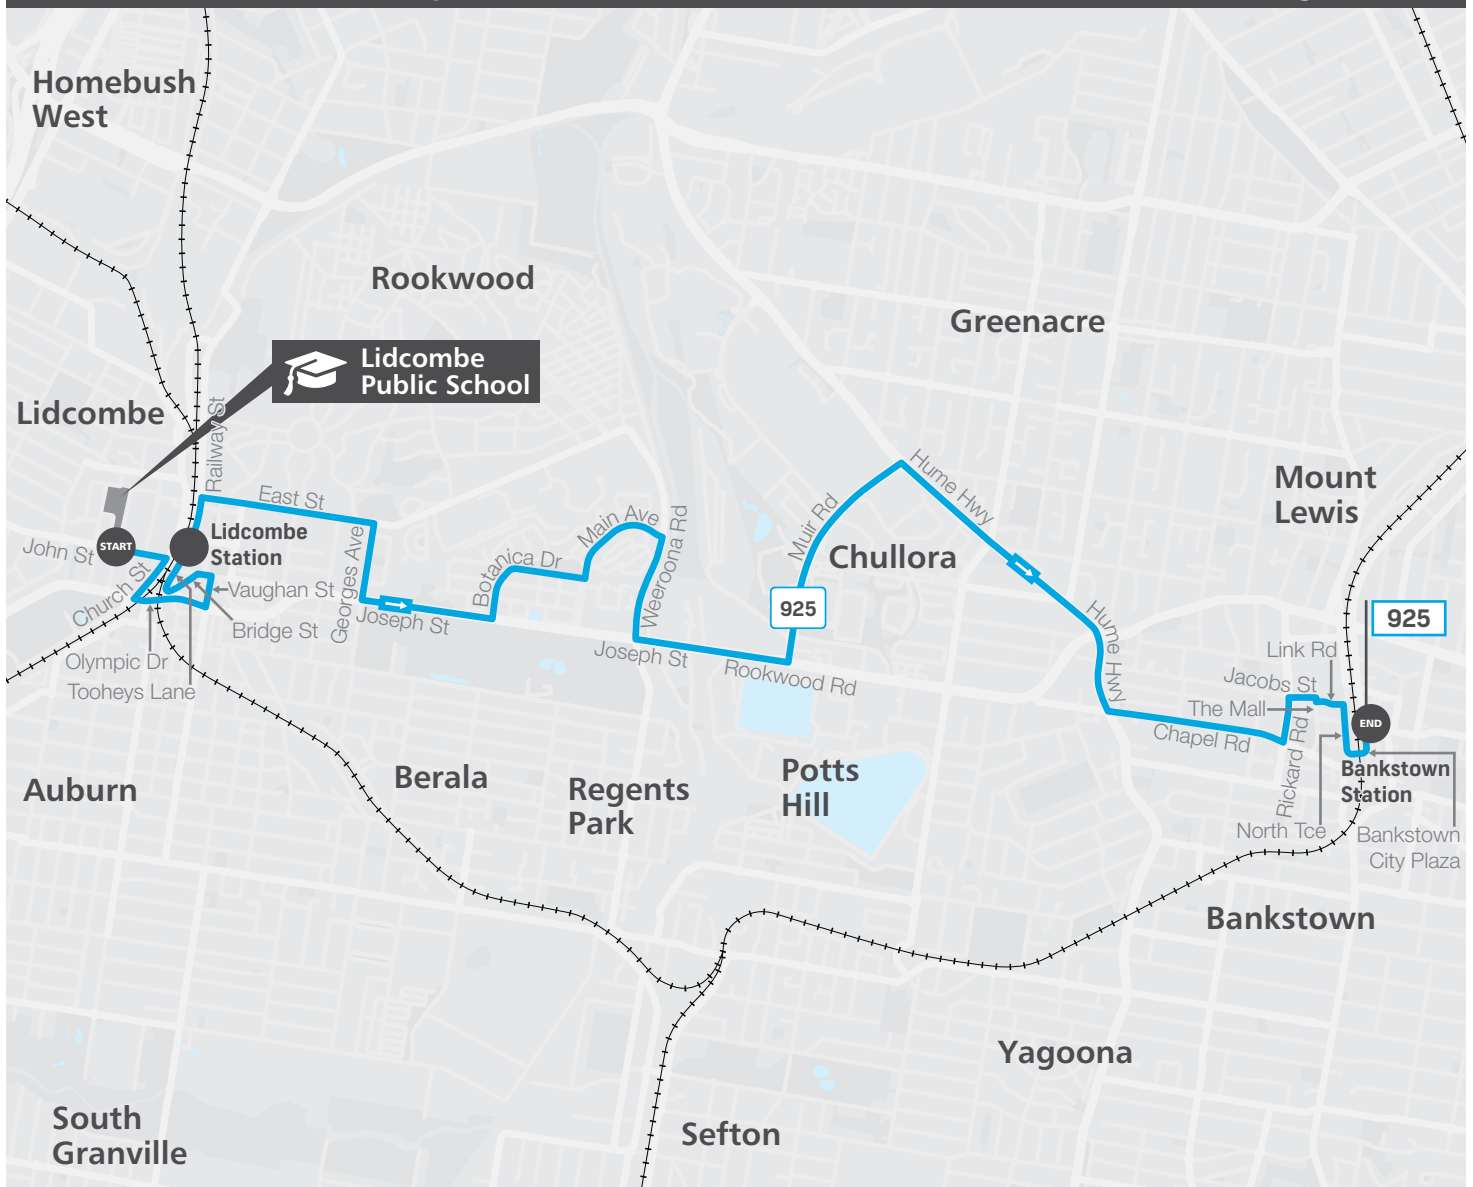 Homebush
West
Rookwood
Greenacre
Lidcombe
Public School
Lidcombe
Railway St
East St
Hume Hwy
Mount
Lewis
Main Ave
Weeroona Rd
Muir Rd
John St
START
Lidcombe
Station
Georges Ave
Botanica Dr
Chullora
Church St
Vaughan St
Joseph St
925
Hume Hwy
925
Bridge St
Olympic Dr
Tooheys Lane
Joseph St
Rookwood Rd
Link Rd
Jacobs St
The Mall
END
Chapel Rd
Rickard Rd
Auburn
Berala
Regents
Park
Potts
Hill
Bankstown
Station
North Tce
Bankstown
City Plaza
Bankstown
Yagoona
South
Granville
Sefton